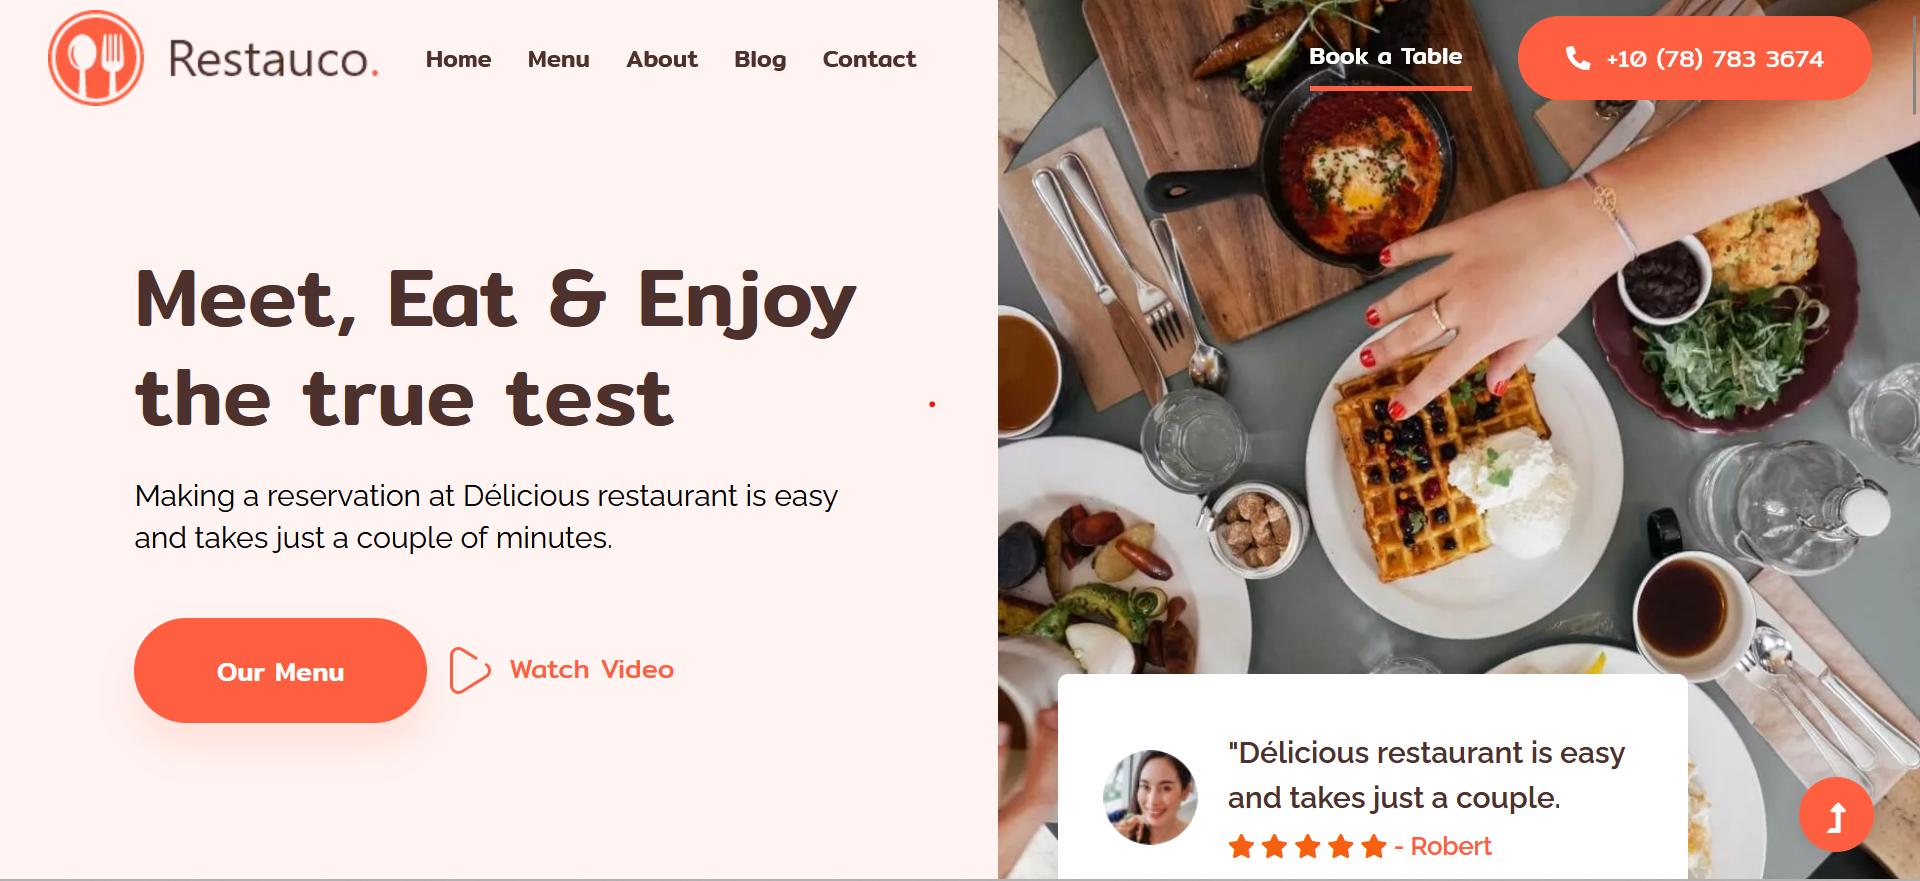 Restauco.
Home Menu About Blog Contact
Book a Table
+10 (78) 783 3674
Meet, Eat & Enjoy
the true test
Making a reservation at Délicious restaurant is easy
and takes just a couple of minutes.
Our Menu
Watch Video
"Délicious restaurant is easy
and takes just a couple.
- Robert